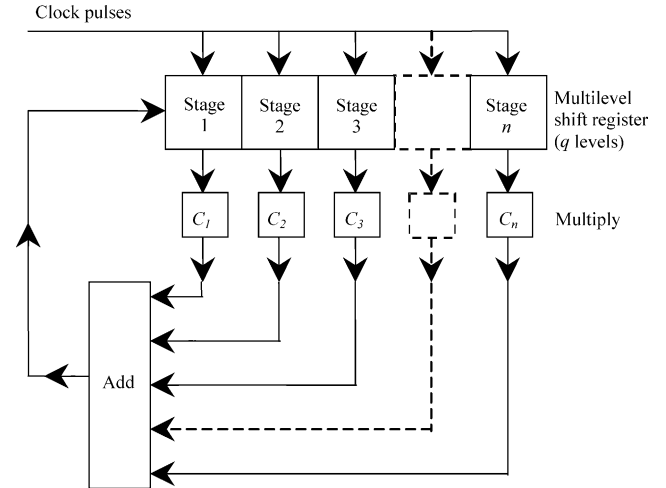 Clock pulses
Stage
1
Stage
2
Stage
3
Stage
n
Multilevel
shift register
(q levels)
C1
C2
C3
Cn
Multiply
Add